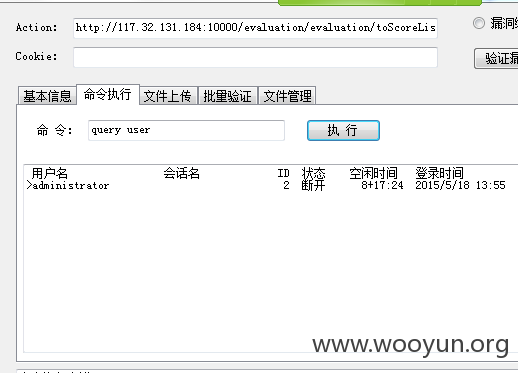 Action: http://117.32.131.184:10000/evaluation/evaluation/toScoreLis
Cookie:
验证漏
基本信息 命令执行 文件上传 批量验证 文件管理
命 令: query user 执 行
用户名 会话名 ID 状态 空闲时间 登录时间
>administrator 2 断开 8+17:24 2015/5/18 13:55
www.wooyun.org